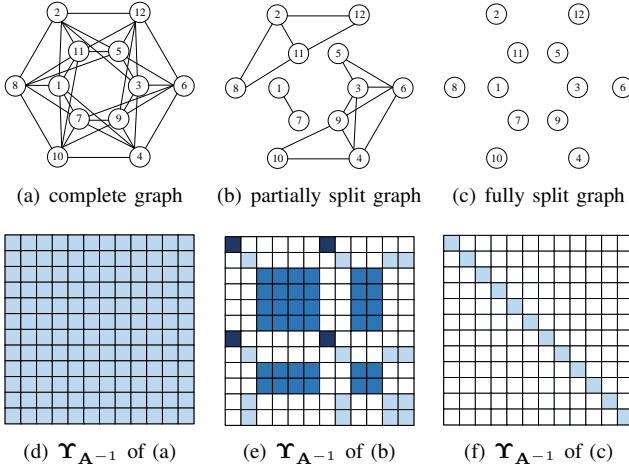 2 12 2 12 2 12
11 5 11 5 11 5
8 1 3 6 8 1 3 6 8 1 3 6
7 9 7 9 7 9
10 4 10 4 10 4
(a) complete graph (b) partially split graph (c) fully split graph
(d) 𝚼𝐀−1 of (a) (e) 𝚼𝐀−1 of (b) (f) 𝚼𝐀−1 of (c)